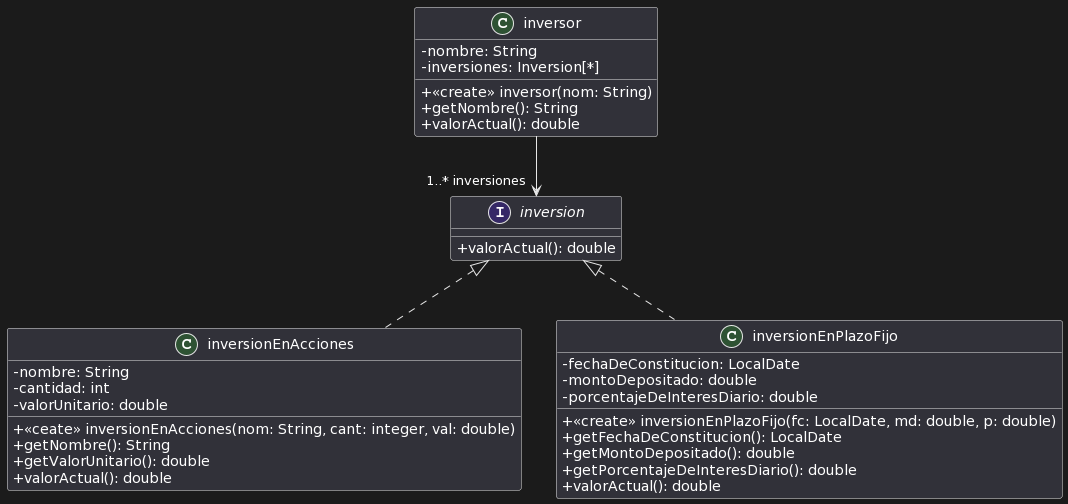 C inversor
-nombre: String
-inversiones: Inversion[*]
+«create» inversor(nom: String)
+getNombre(): String
+valorActual(): double
1..* inversiones
I inversion
+valorActual(): double
C inversionEnAcciones
-nombre: String
-cantidad: int
-valorUnitario: double
+«ceate» inversionEnAcciones(nom: String, cant: integer, val: double)
+getNombre(): String
+getValorUnitario(): double
+valorActual(): double
C inversionEnPlazoFijo
-fechaDeConstitucion: LocalDate
-montoDepositado: double
-porcentajeDeInteresDiario: double
+«create» inversionEnPlazoFijo(fc: LocalDate, md: double, p: double)
+getFechaDeConstitucion(): LocalDate
+getMontoDepositado(): double
+getPorcentajeDeInteresDiario(): double
+valorActual(): double